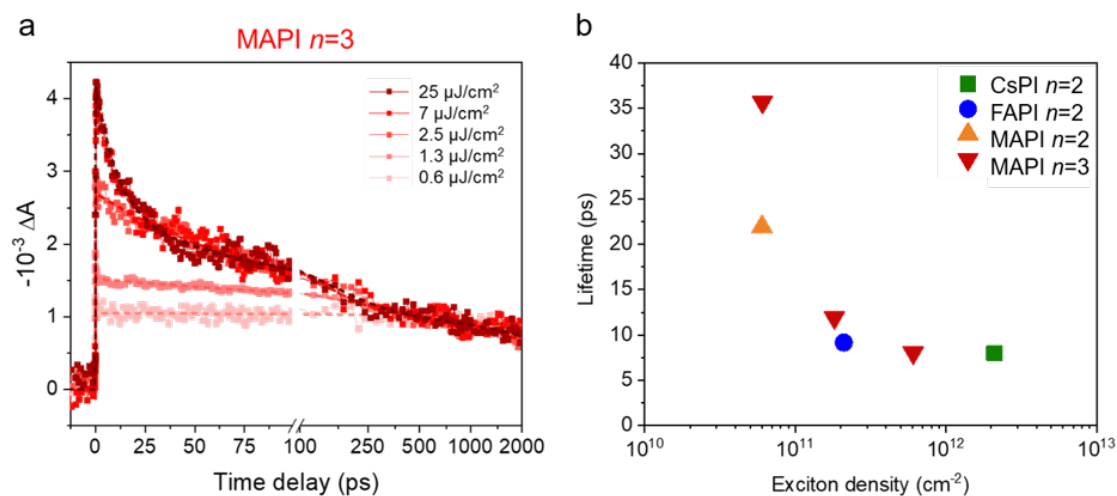 a
MAPI n=3
25 µJ/cm²
7 µJ/cm²
2.5 µJ/cm²
1.3 µJ/cm²
0.6 µJ/cm²
4
3
2
1
0
-10⁻³ ΔA
0 25 50 75 100 250 1000 2000
Time delay (ps)
b
40
35
30
25
20
15
10
5
0
Lifetime (ps)
CsPI n=2
FAPI n=2
MAPI n=2
MAPI n=3
10¹⁰ 10¹¹ 10¹² 10¹³
Exciton density (cm⁻²)